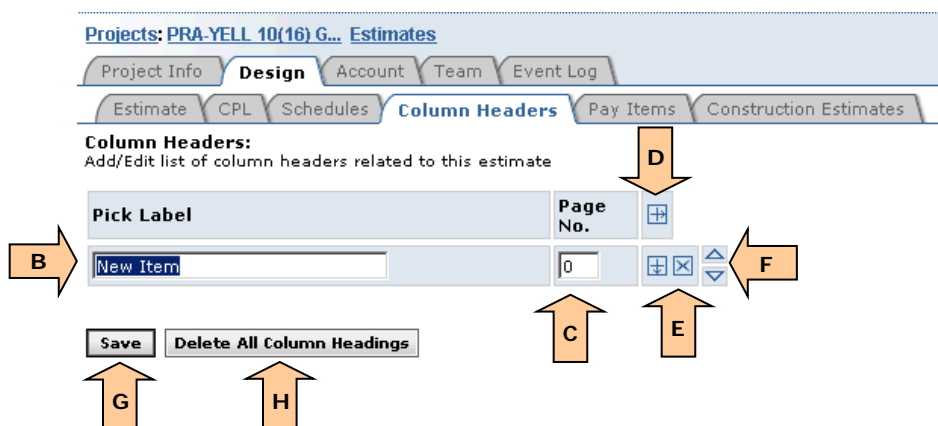 Projects: PRA-YELL 10(16) G... Estimates
Project Info Design Account Team Event Log
Estimate CPL Schedules Column Headers Pay Items Construction Estimates
Column Headers:
Add/Edit list of column headers related to this estimate
D
Pick Label Page No.
B New Item 0 F
C E
Save Delete All Column Headings
G H